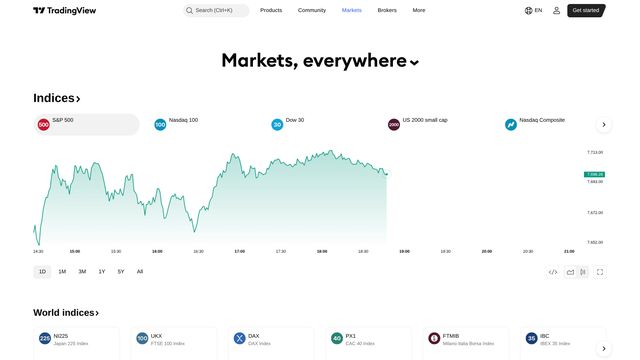 TradingView
Search (Ctrl+K)
Products
Community
Markets
Brokers
More
EN
Get started
Markets, everywhere
Indices
500
S&P 500
100
Nasdaq 100
30
Dow 30
2000
US 2000 small cap
Nasdaq Composite
7,713.00
7,693.00
7,672.00
7,652.00
14:30
15:00
15:30
16:00
16:30
17:00
17:30
18:00
18:30
19:00
19:30
20:00
20:30
21:00
1D
1M
3M
1Y
5Y
All
World indices
225
NI225
Japan 225 Index
100
UKX
FTSE 100 Index
DAX
DAX Index
40
PX1
CAC 40 Index
FTMIB
Milano Italia Borsa Index
35
IBC
IBEX 35 Index